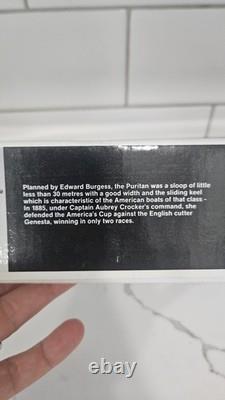 Planned by Edward Burgess, the Puritan was a sloop of little
less than 30 metres with a good width and the sliding keel
which is characteristic of the American boats of that class -
In 1885, under Captain Aubrey Crocker's command, she
defended the America's Cup against the English cutter
Genesta, winning in only two races.
ebay